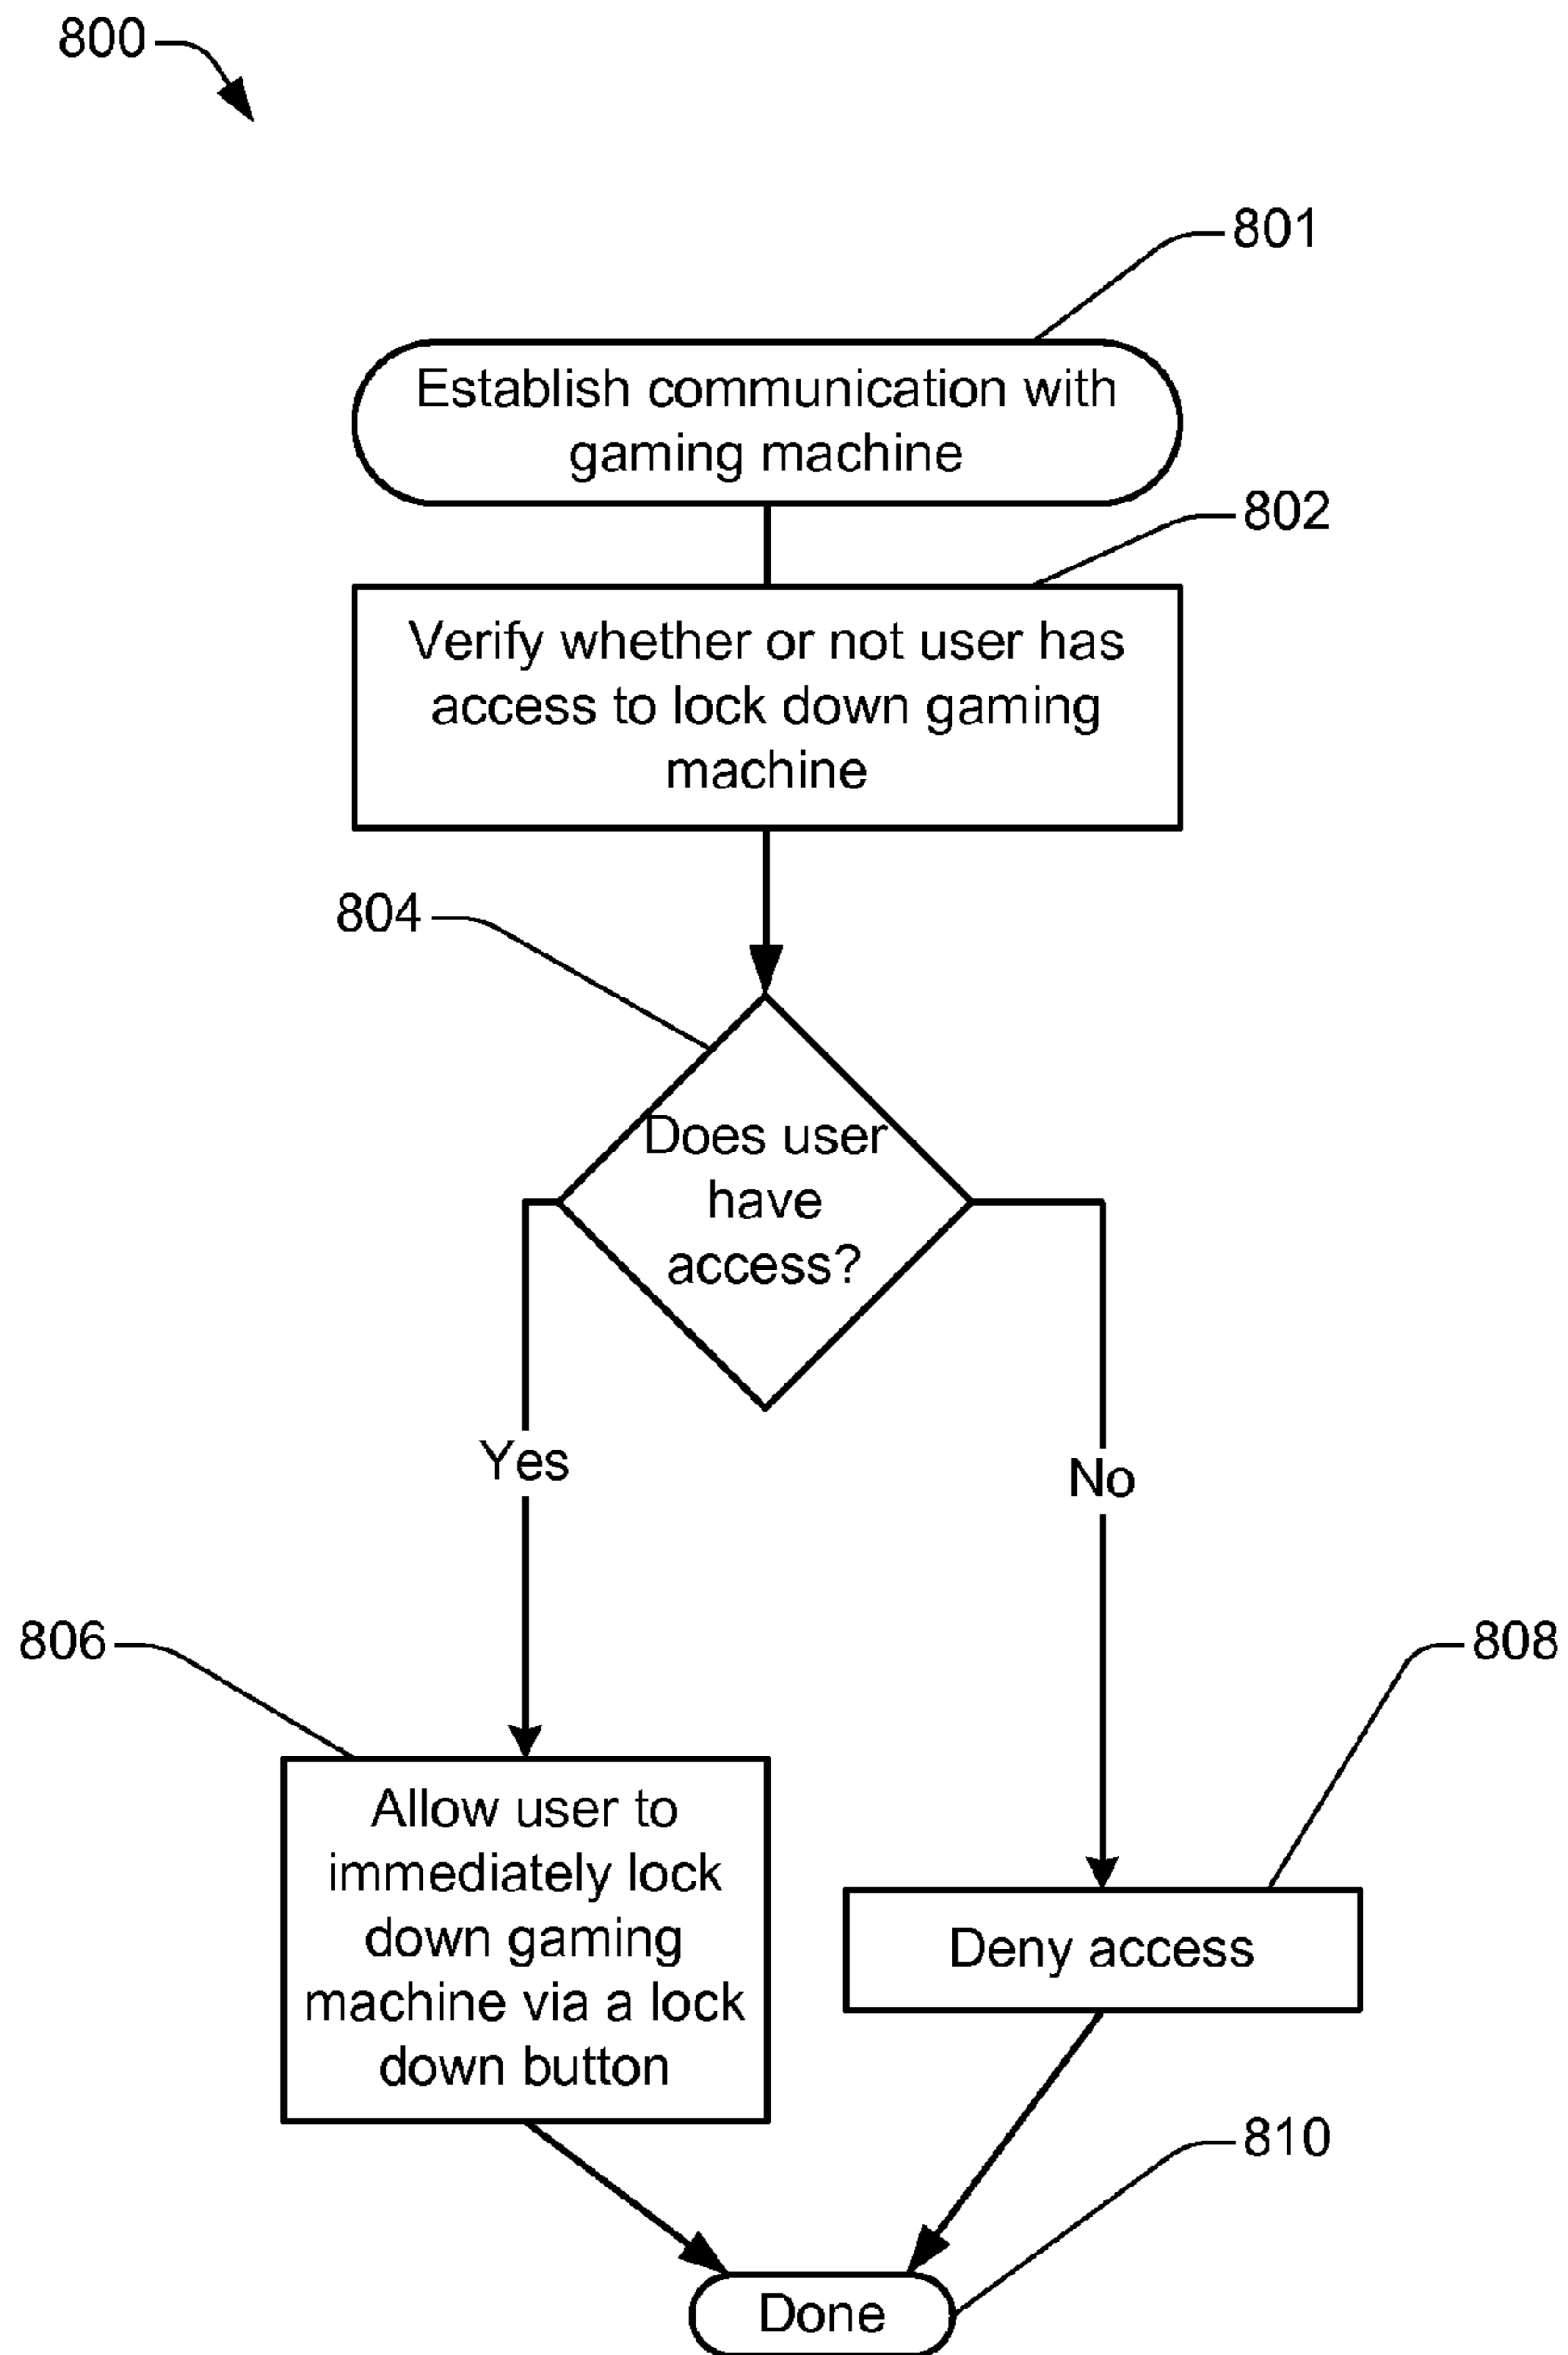 800
801
Establish communication with
gaming machine
802
Verify whether or not user has
access to lock down gaming
machine
804
Does user
have
access?
Yes
No
806
808
Allow user to
immediately lock
down gaming
machine via a lock
down button
Deny access
810
Done